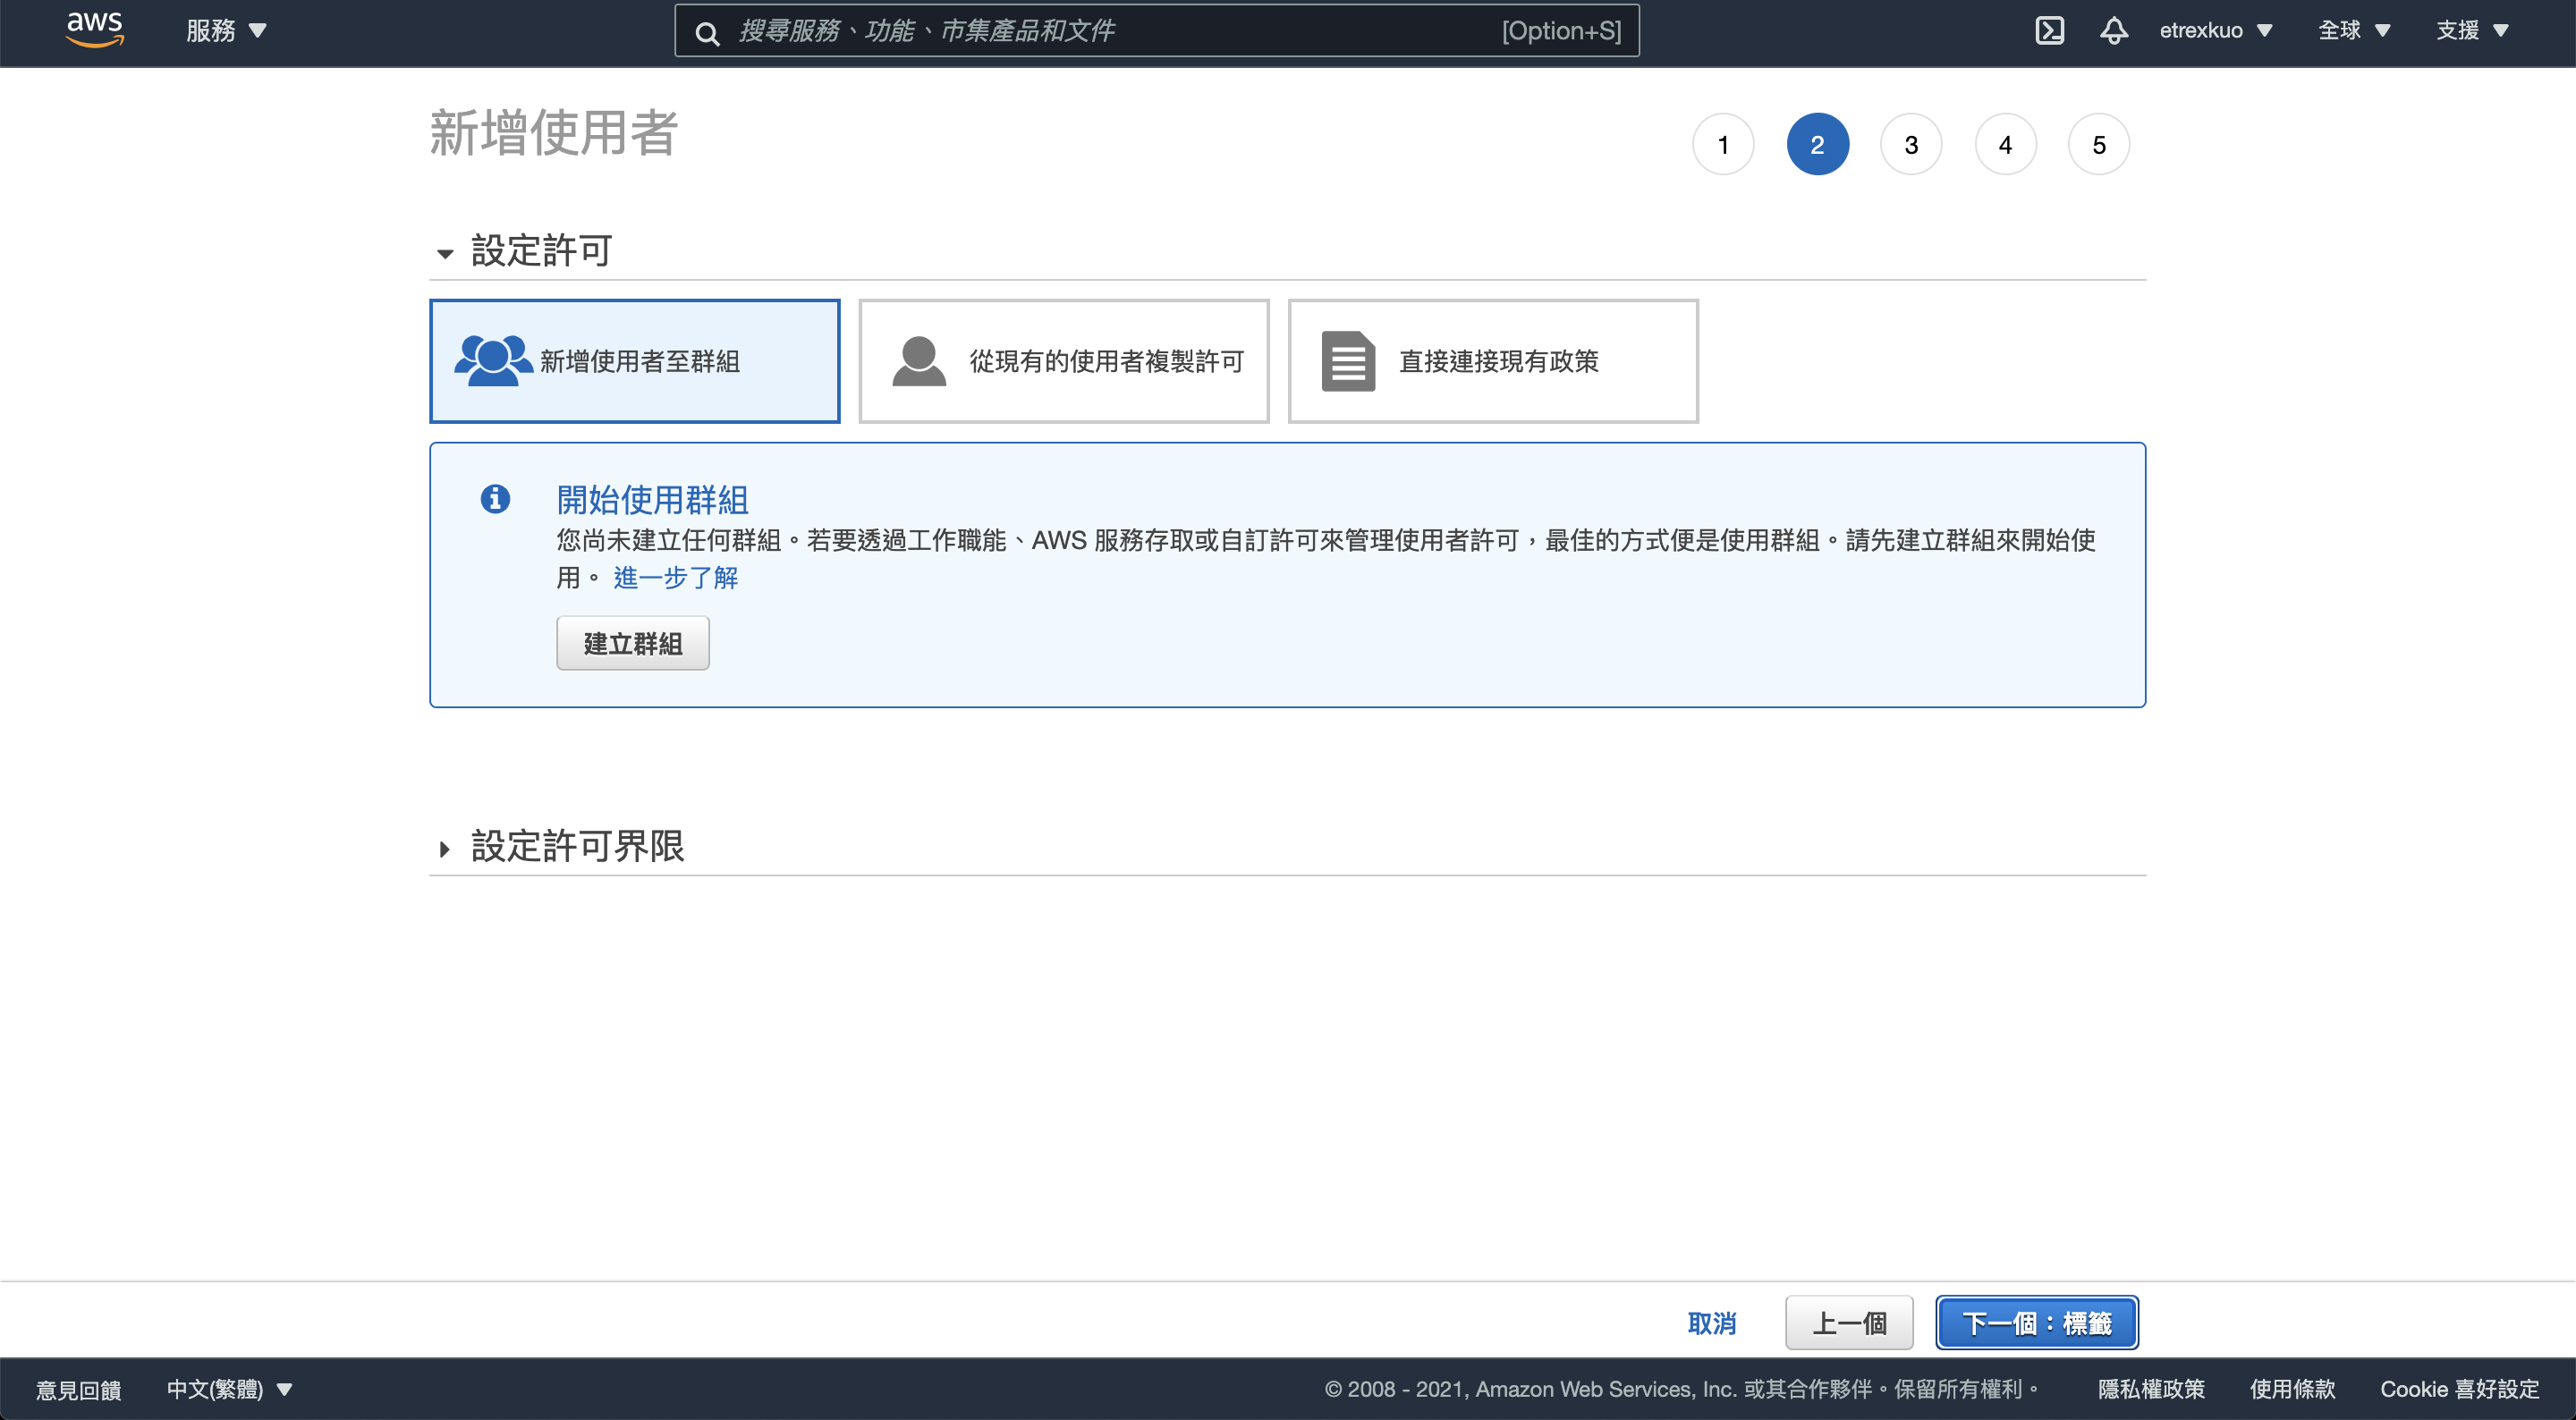 aws
服務
搜尋服務、功能、市集產品和文件
[Option+S]
etrexkuo
全球
支援
新增使用者
1
2
3
4
5
設定許可
新增使用者至群組
從現有的使用者複製許可
直接連接現有政策
開始使用群組
您尚未建立任何群組。若要透過工作職能、AWS 服務存取或自訂許可來管理使用者許可，最佳的方式便是使用群組。請先建立群組來開始使
用。 進一步了解
建立群組
設定許可界限
取消
上一個
下一個：標籤
意見回饋
中文(繁體)
© 2008 - 2021, Amazon Web Services, Inc. 或其合作夥伴。保留所有權利。
隱私權政策
使用條款
Cookie 喜好設定